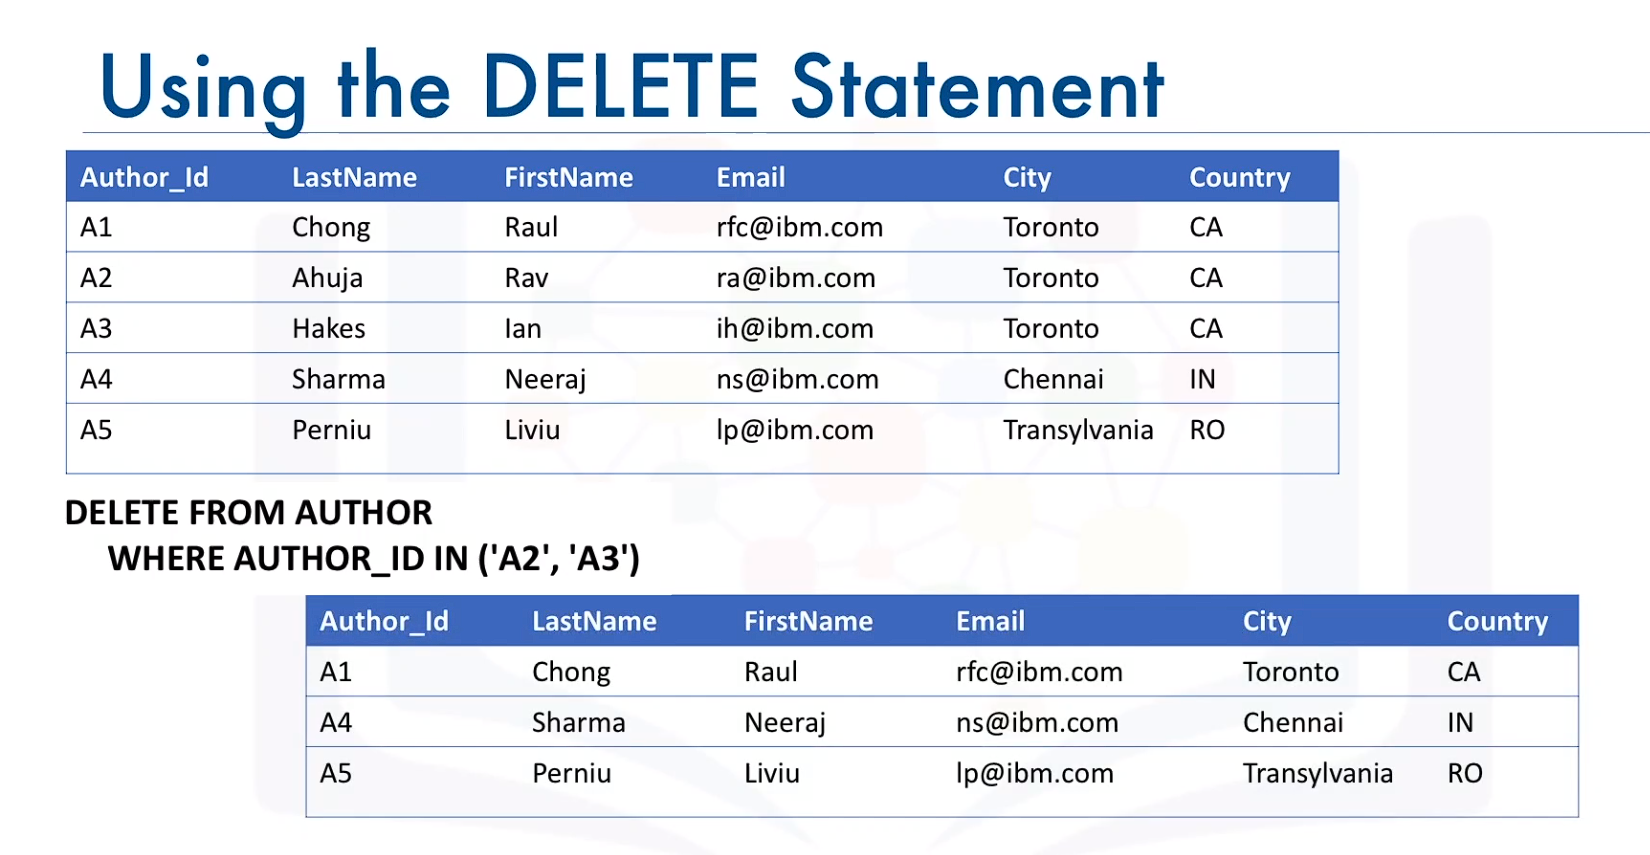 Using the DELETE Statement
Author_Id LastName FirstName Email City Country
A1 Chong Raul rfc@ibm.com Toronto CA
A2 Ahuja Rav ra@ibm.com Toronto CA
A3 Hakes Ian ih@ibm.com Toronto CA
A4 Sharma Neeraj ns@ibm.com Chennai IN
A5 Perniu Liviu lp@ibm.com Transylvania RO
DELETE FROM AUTHOR
WHERE AUTHOR_ID IN ('A2', 'A3')
Author_Id LastName FirstName Email City Country
A1 Chong Raul rfc@ibm.com Toronto CA
A4 Sharma Neeraj ns@ibm.com Chennai IN
A5 Perniu Liviu lp@ibm.com Transylvania RO